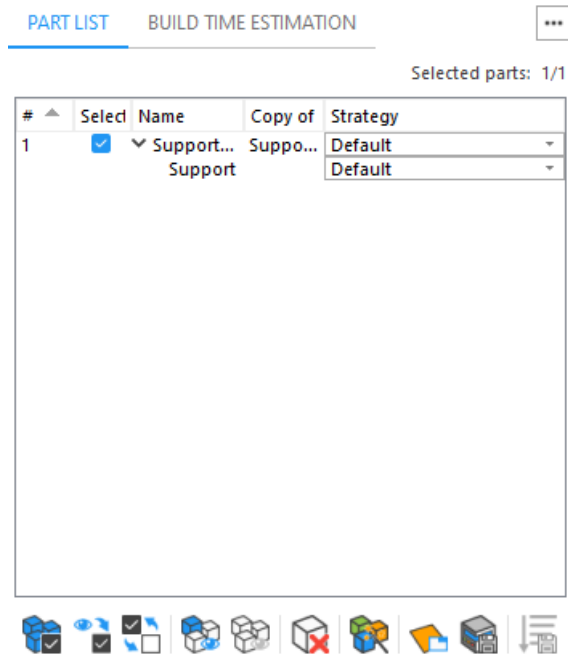 PART LIST BUILD TIME ESTIMATION ...
Selected parts: 1/1
# Select Name Copy of Strategy
1 Support... Suppo... Default
Support Default